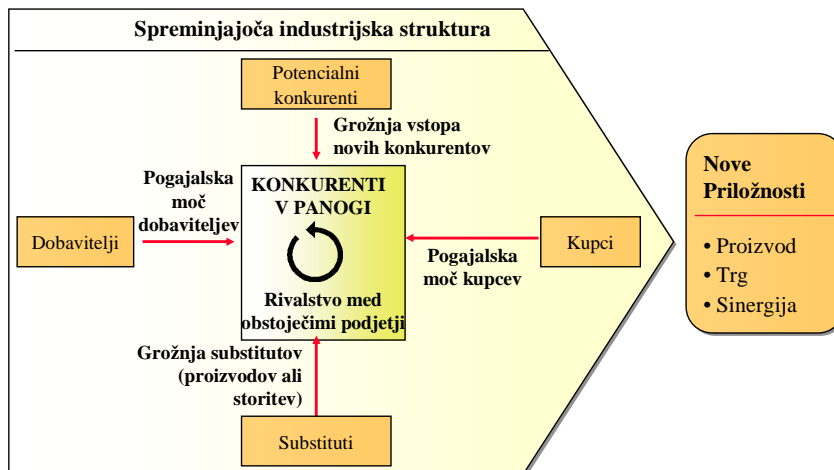 Spreminjajoča industrijska struktura
Potencialni
konkurenti
Grožnja vstopa
novih konkurentov
Pogajalska
moč
dobaviteljev
Dobavitelji
KONKURENTI
V PANOGI
Rivalstvo med
obstoječimi podjetji
Pogajalska
moč kupcev
Kupci
Grožnja substitutov
(proizvodov ali
storitev)
Substituti
Nove
Priložnosti
• Proizvod
• Trg
• Sinergija